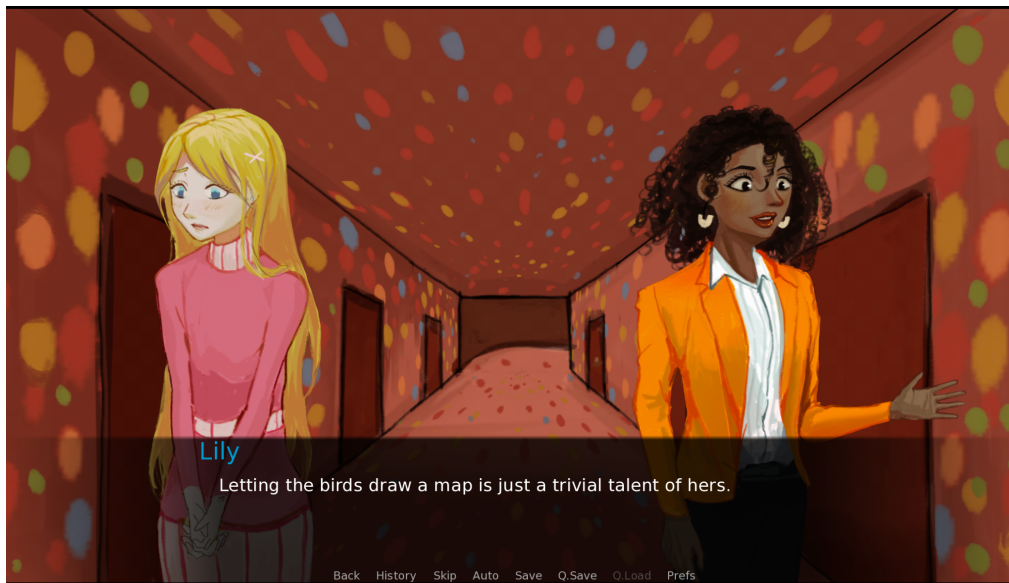 Lily
Letting the birds draw a map is just a trivial talent of hers.
Back History Skip Auto Save Q.Save Q.Load Prefs